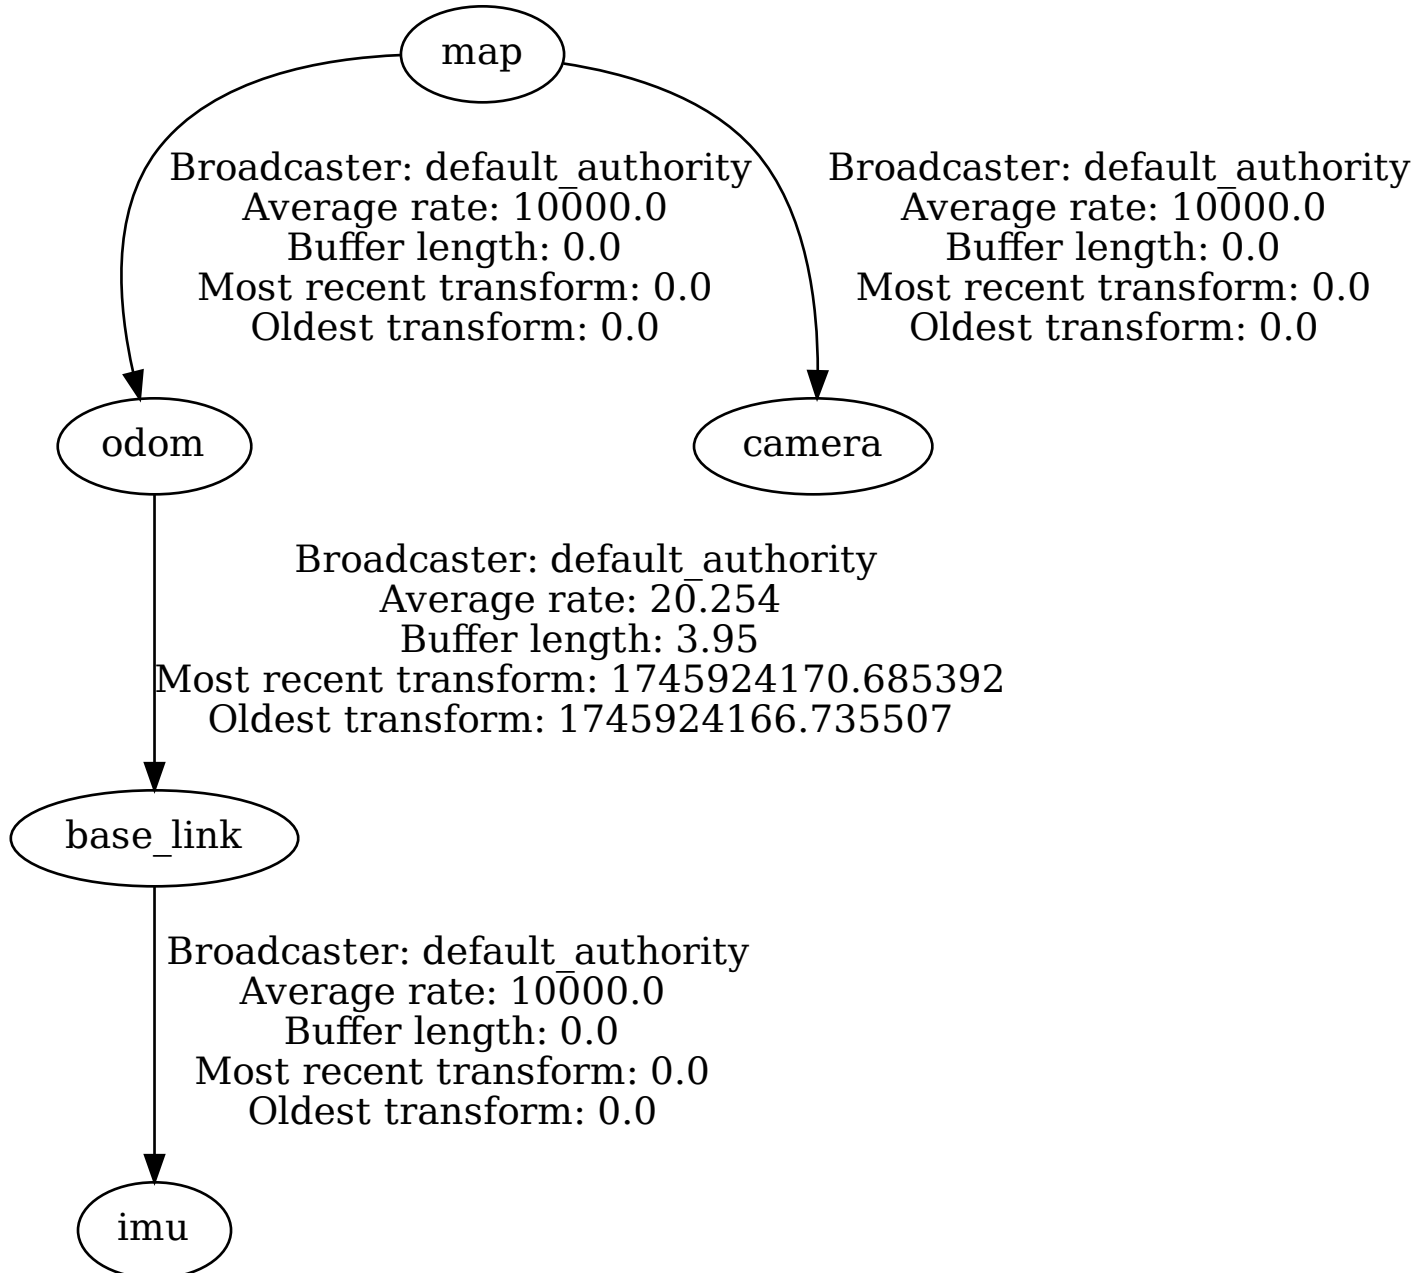 map
Broadcaster: default_authority
Average rate: 10000.0
Buffer length: 0.0
Most recent transform: 0.0
Oldest transform: 0.0
Broadcaster: default_authority
Average rate: 10000.0
Buffer length: 0.0
Most recent transform: 0.0
Oldest transform: 0.0
odom
camera
Broadcaster: default_authority
Average rate: 20.254
Buffer length: 3.95
Most recent transform: 1745924170.685392
Oldest transform: 1745924166.735507
base_link
Broadcaster: default_authority
Average rate: 10000.0
Buffer length: 0.0
Most recent transform: 0.0
Oldest transform: 0.0
imu